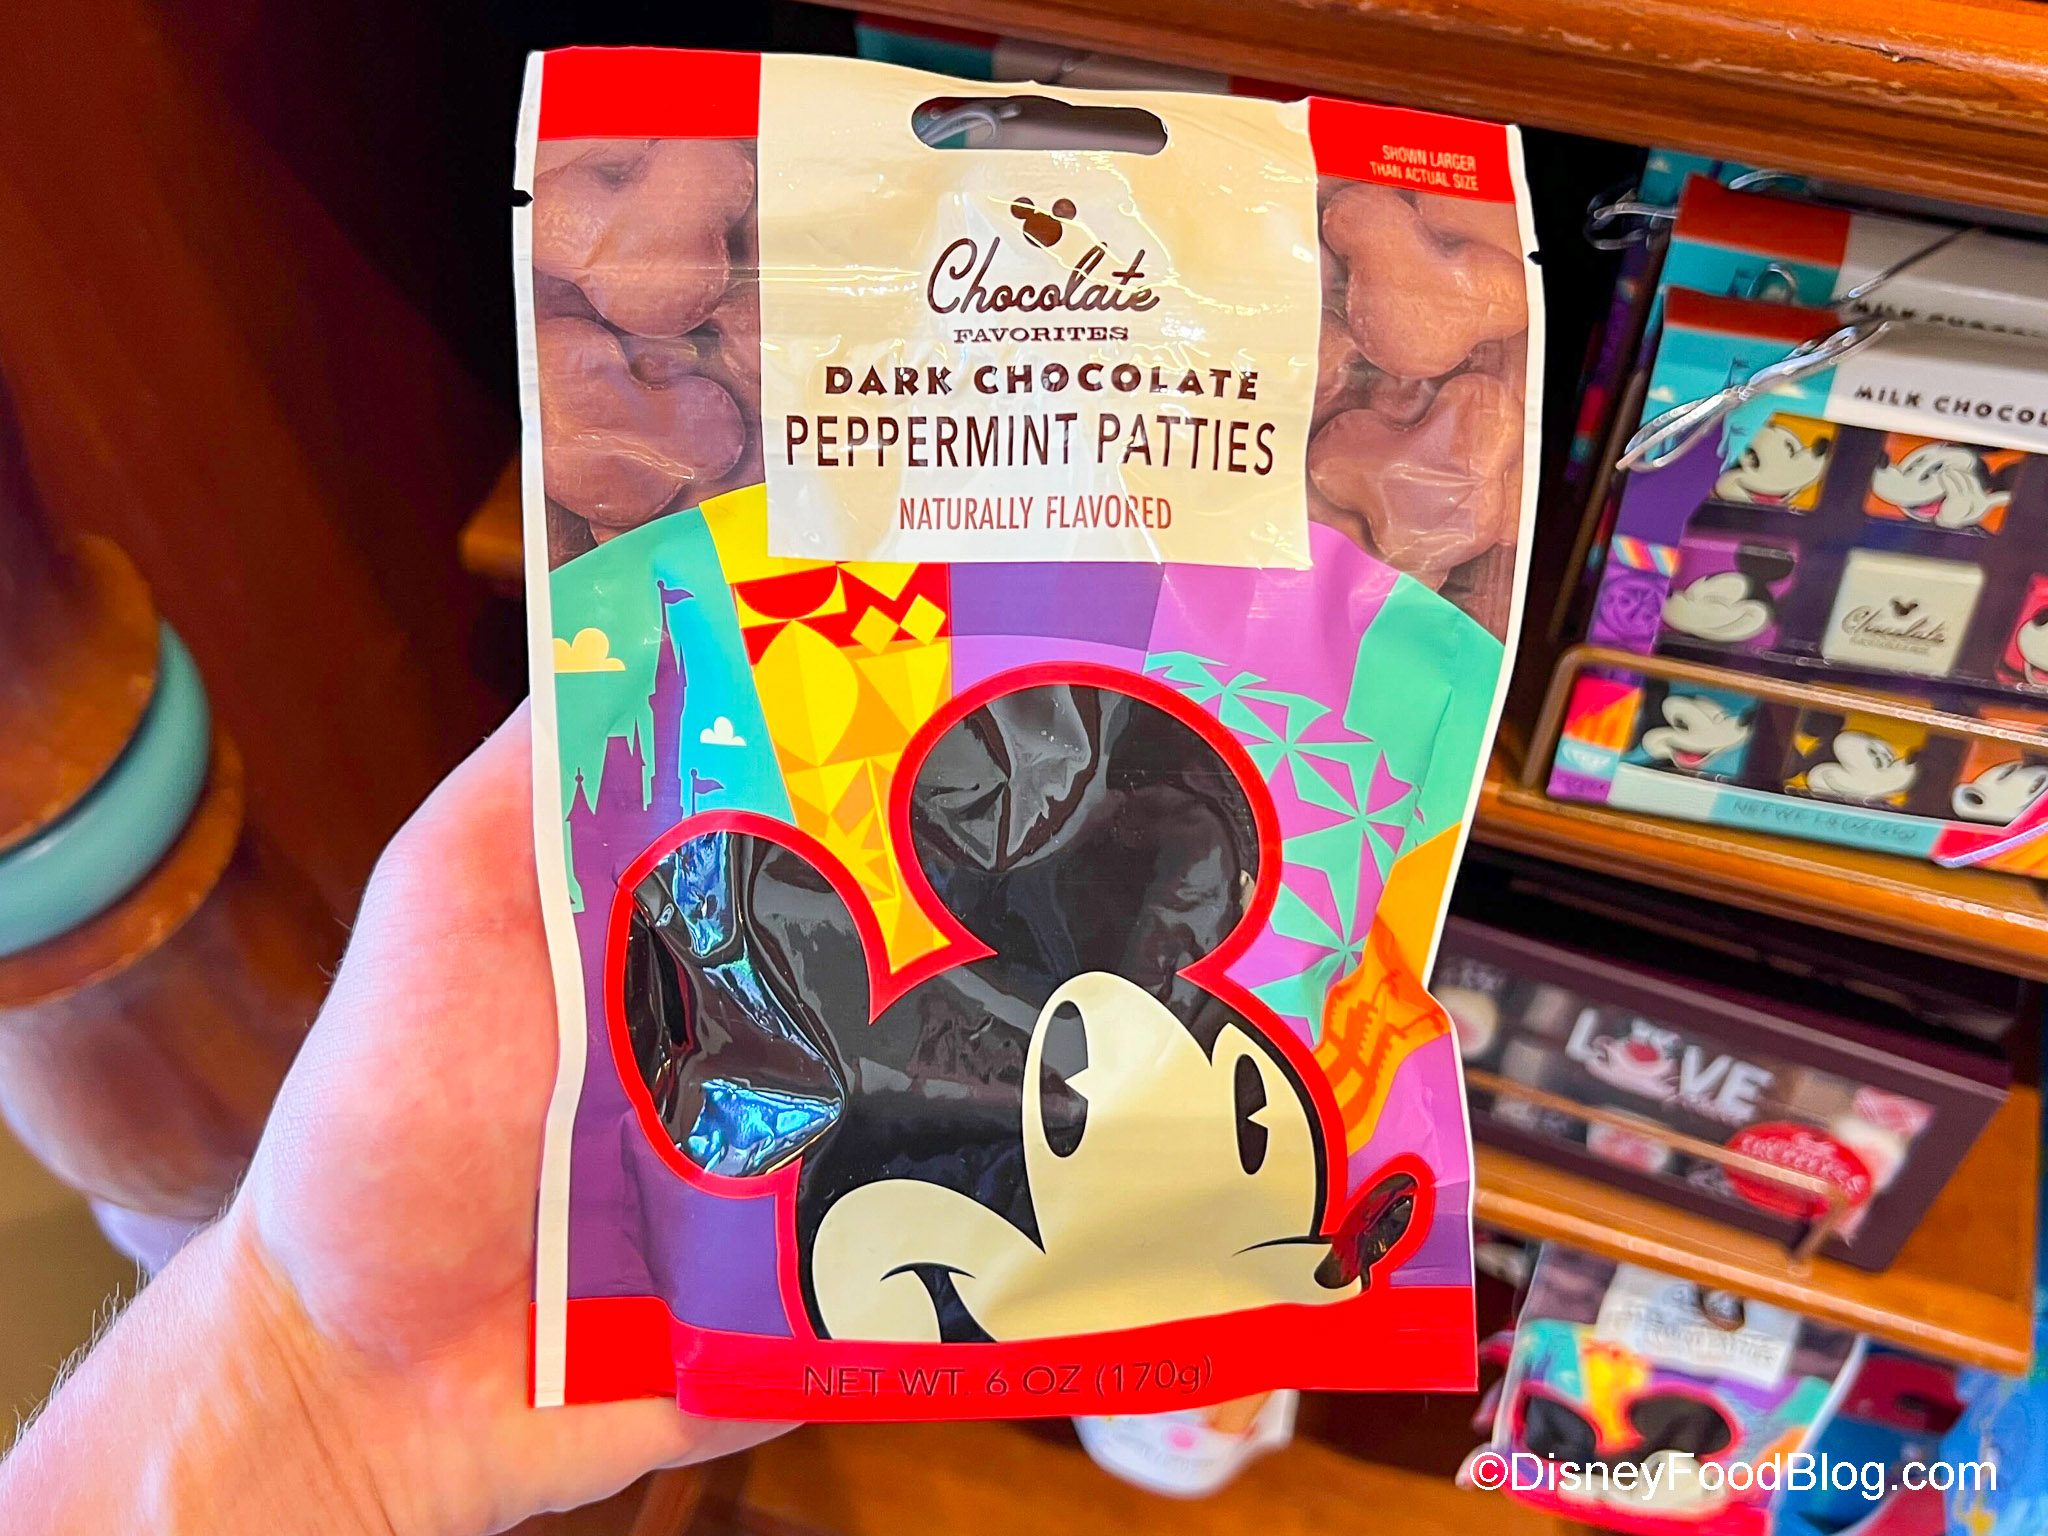 SHOWN LARGER
THAN ACTUAL SIZE
Chocolate
FAVORITES
DARK CHOCOLATE
PEPPERMINT PATTIES
NATURALLY FLAVORED
NET WT. 6 OZ (170g)
MILK CHOCOL
Chocolate
LOVE
©DisneyFoodBlog.com